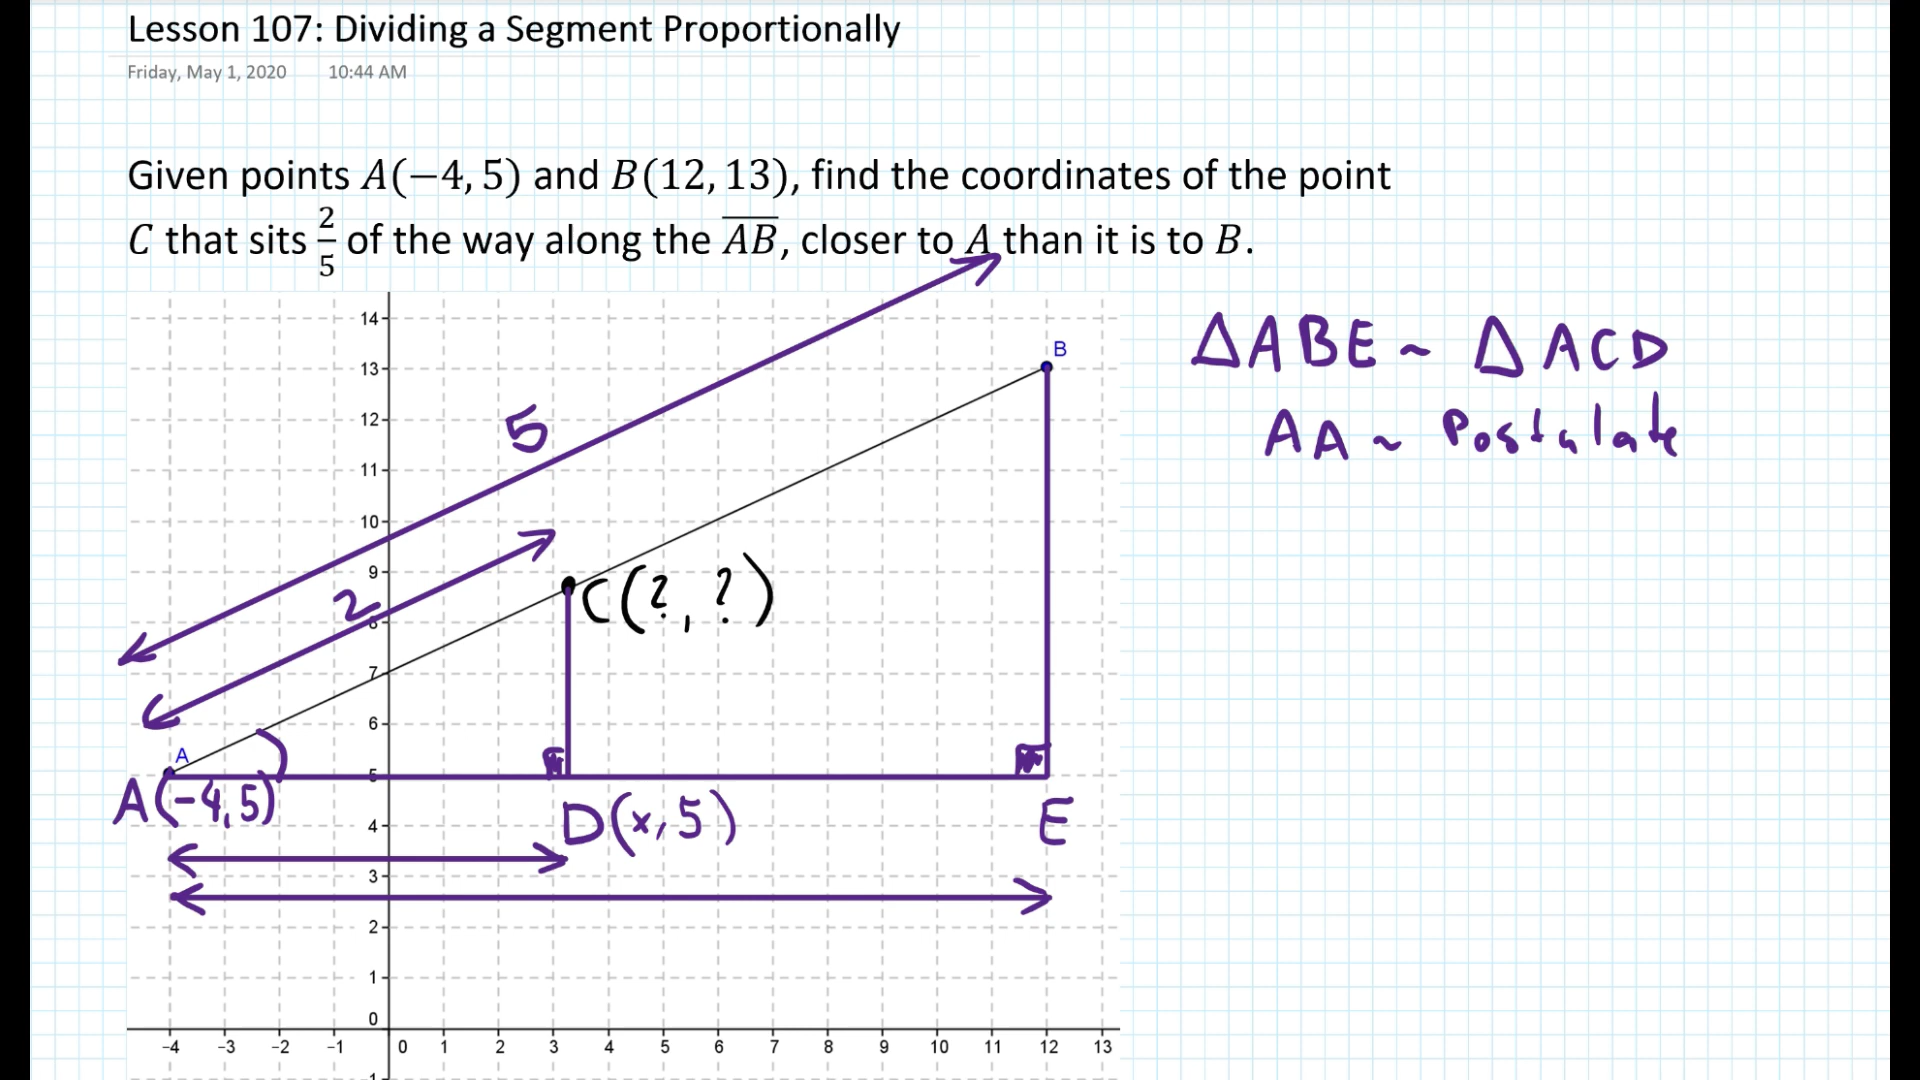 Lesson 107: Dividing a Segment Proportionally
Friday, May 1, 2020 10:44 AM
Given points A(−4, 5) and B(12, 13), find the coordinates of the point
C that sits 2/5 of the way along the AB, closer to A than it is to B.
△ABE ~ △ACD
AA ~ Postulate
14
B
13
12
5
11
10
9
C(?, ?)
2
8
7
6
A
5
A(-4,5)
D(x, 5)
E
4
3
2
1
0
−4 −3 −2 −1 0 1 2 3 4 5 6 7 8 9 10 11 12 13
−1